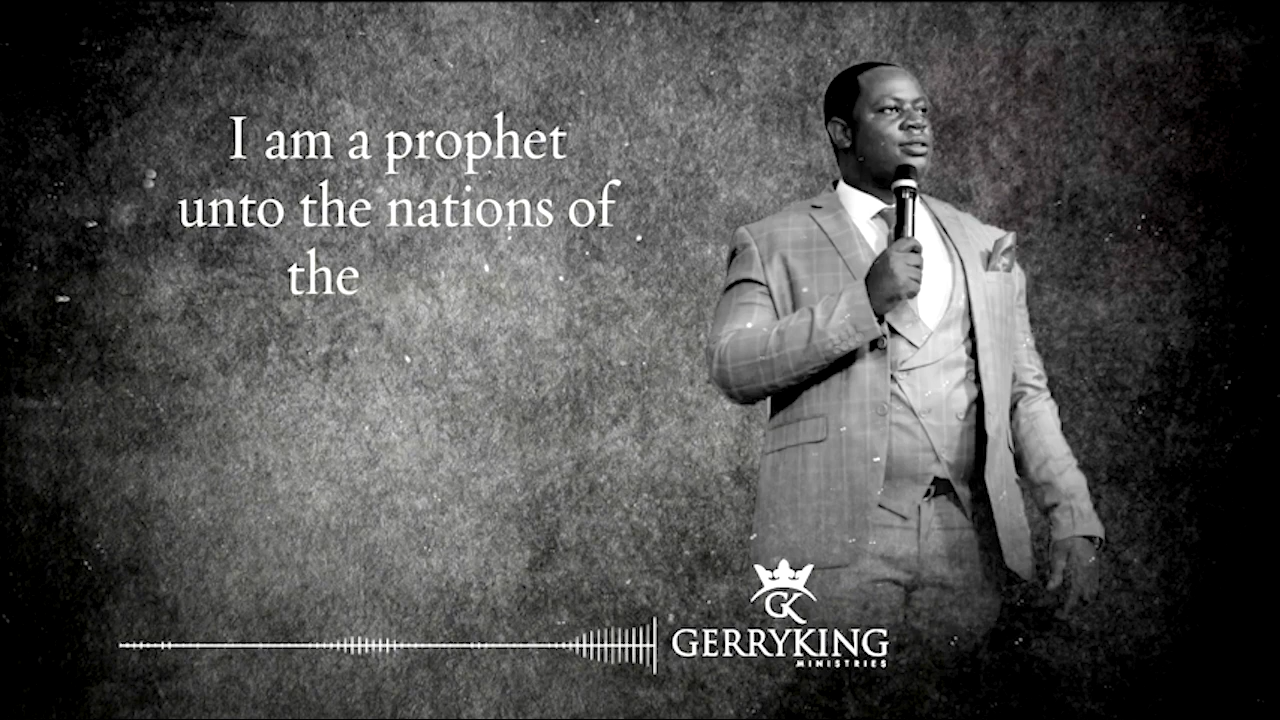 I am a prophet
unto the nations of
the
GK
GERRYKING
MINISTRIES